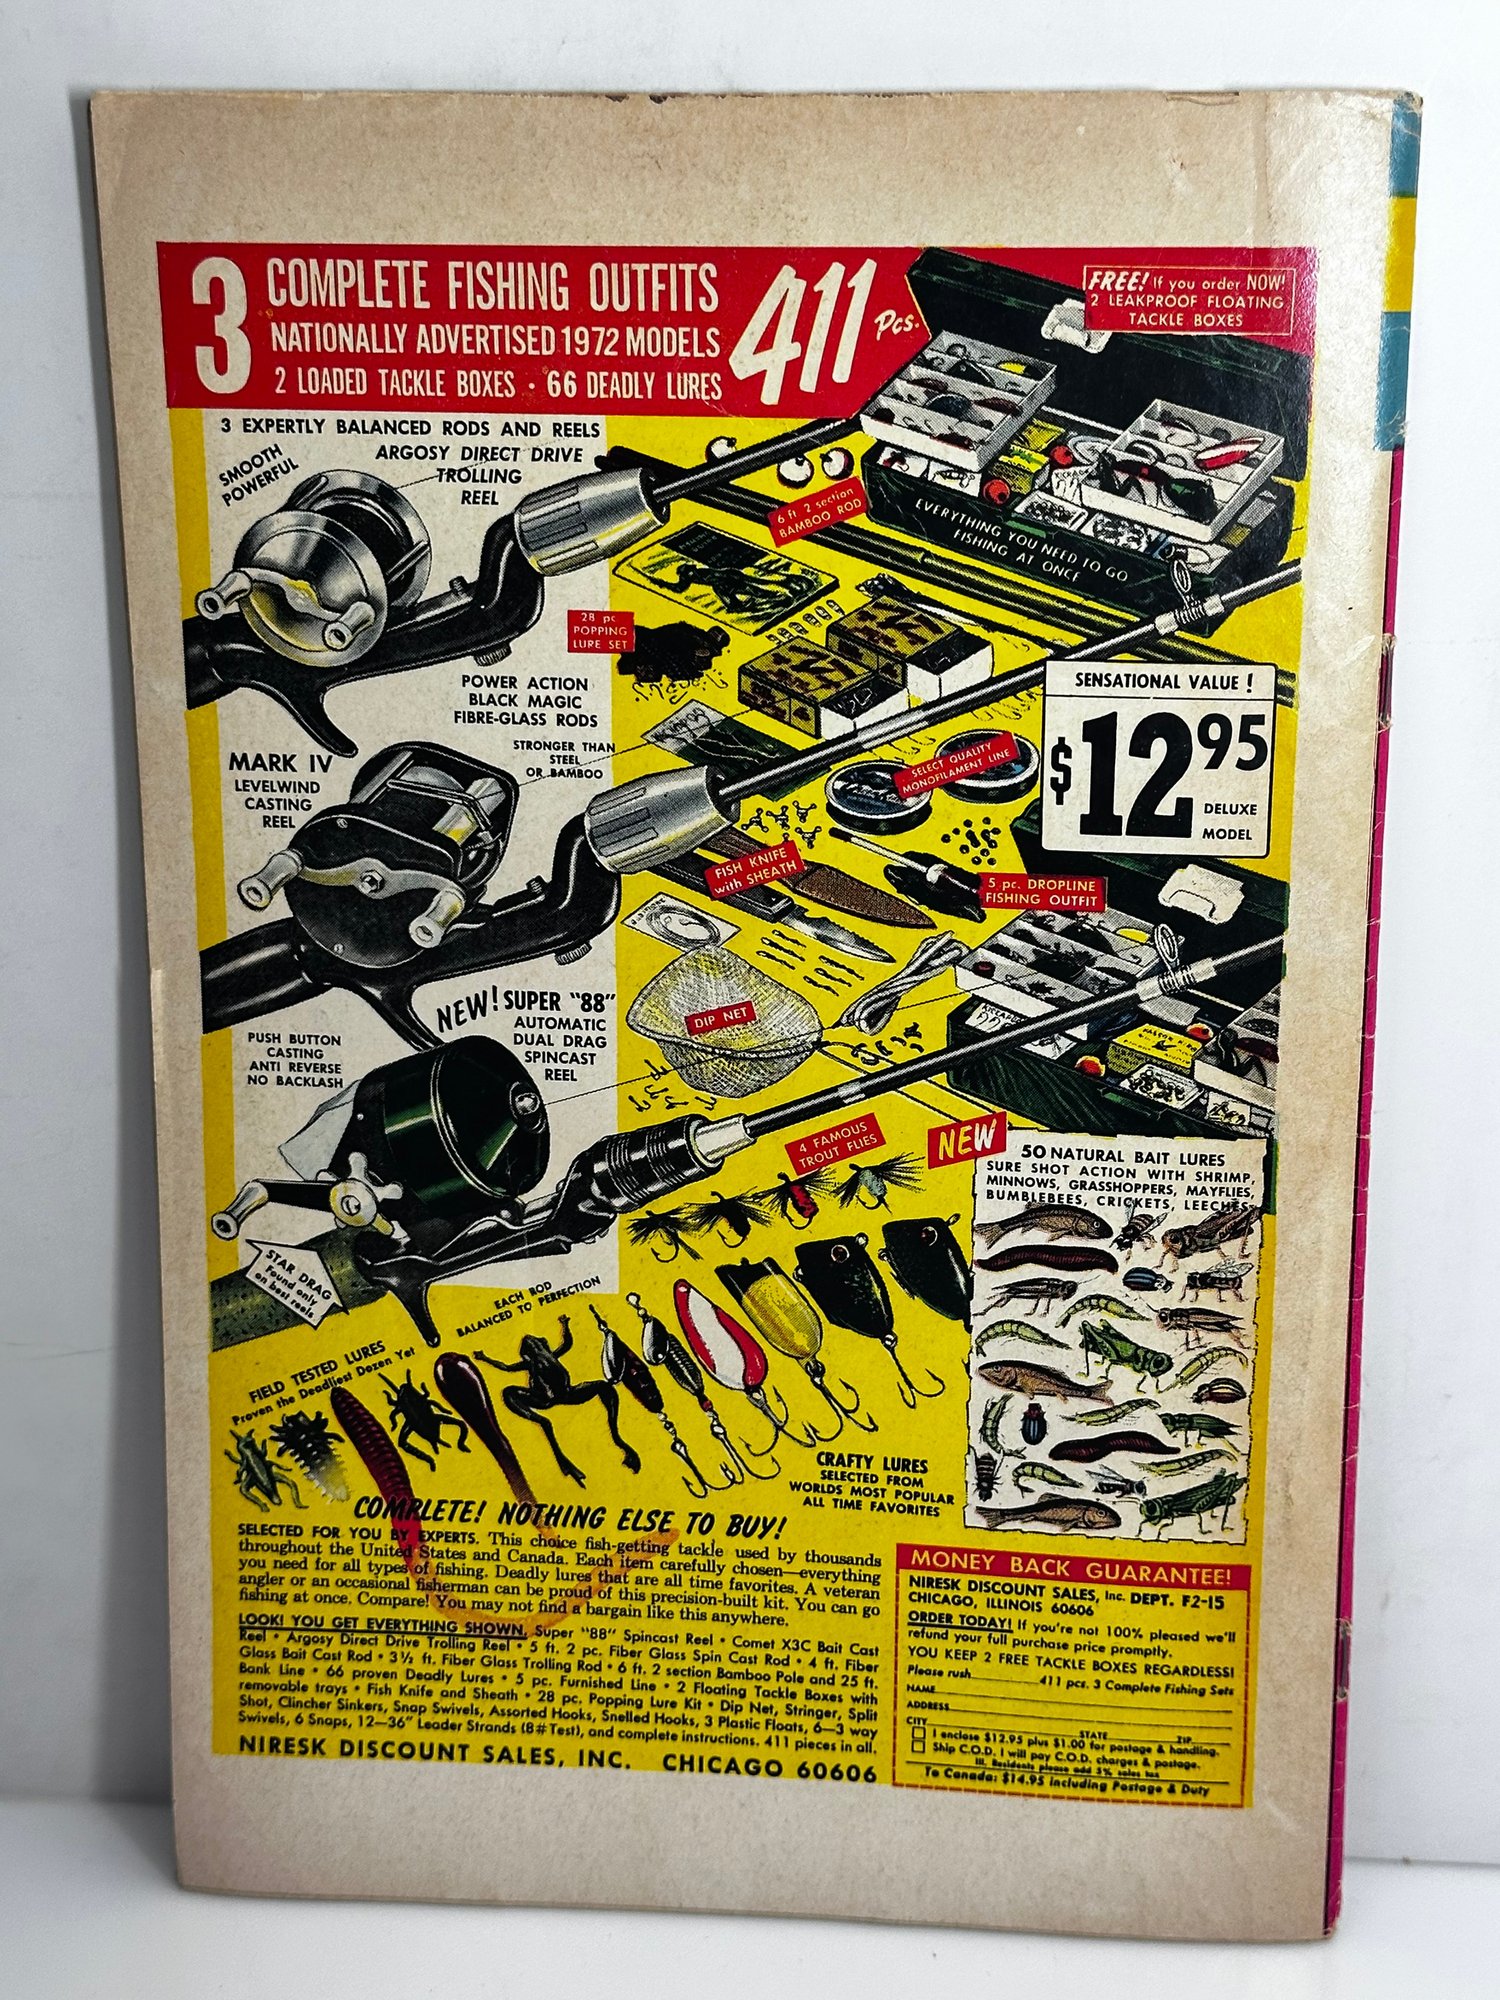 3 COMPLETE FISHING OUTFITS
NATIONALLY ADVERTISED 1972 MODELS
2 LOADED TACKLE BOXES • 66 DEADLY LURES
411 Pcs.
FREE! If you order NOW!
2 LEAKPROOF FLOATING
TACKLE BOXES
3 EXPERTLY BALANCED RODS AND REELS
SMOOTH
POWERFUL
ARGOSY DIRECT DRIVE
TROLLING
REEL
6 ft. 2 section
BAMBOO ROD
EVERYTHING YOU NEED TO GO
FISHING AT ONCE
28 pc
POPPING
LURE SET
POWER ACTION
BLACK MAGIC
FIBRE-GLASS RODS
SENSATIONAL VALUE !
$12.95
DELUXE
MODEL
STRONGER THAN
STEEL
OR BAMBOO
MARK IV
LEVELWIND
CASTING
REEL
SELECT QUALITY
MONOFILAMENT LINE
FISH KNIFE
with SHEATH
5 pc. DROPLINE
FISHING OUTFIT
NEW! SUPER "88"
AUTOMATIC
DUAL DRAG
SPINCAST
REEL
DIP NET
PUSH BUTTON
CASTING
ANTI REVERSE
NO BACKLASH
4 FAMOUS
TROUT FLIES
NEW
50 NATURAL BAIT LURES
SURE SHOT ACTION WITH SHRIMP,
MINNOWS, GRASSHOPPERS, MAYFLIES,
BUMBLEBEES, CRICKETS, LEECHES
STAR DRAG
Found only
on best reels
EACH ROD
BALANCED TO PERFECTION
FIELD TESTED LURES
Proven the Deadliest Dozen Yet
CRAFTY LURES
SELECTED FROM
WORLDS MOST POPULAR
ALL TIME FAVORITES
COMPLETE! NOTHING ELSE TO BUY!
SELECTED FOR YOU BY EXPERTS. This choice fish-getting tackle used by thousands
throughout the United States and Canada. Each item carefully chosen—everything
you need for all types of fishing. Deadly lures that are all time favorites. A veteran
angler or an occasional fisherman can be proud of this precision-built kit. You can go
fishing at once. Compare! You may not find a bargain like this anywhere.
LOOK! YOU GET EVERYTHING SHOWN. Super "88" Spincast Reel • Comet X3C Bait Cast
Reel • Argosy Direct Drive Trolling Reel • 5 ft. 2 pc. Fiber Glass Spin Cast Rod • 4 ft. Fiber
Glass Bait Cast Rod • 3½ ft. Fiber Glass Trolling Rod • 6 ft. 2 section Bamboo Pole and 25 ft.
Bank Line • 66 proven Deadly Lures • 5 pc. Furnished Line • 2 Floating Tackle Boxes with
removable trays • Fish Knife and Sheath • 28 pc. Popping Lure Kit • Dip Net, Stringer, Split
Shot, Clincher Sinkers, Snap Swivels, Assorted Hooks, Snelled Hooks, 3 Plastic Floats, 6—3 way
Swivels, 6 Snaps, 12—36" Leader Strands (8#Test), and complete instructions. 411 pieces in all.
NIRESK DISCOUNT SALES, INC. CHICAGO 60606
MONEY BACK GUARANTEE!
NIRESK DISCOUNT SALES, Inc. DEPT. F2-15
CHICAGO, ILLINOIS 60606
ORDER TODAY! If you're not 100% pleased we'll
refund your full purchase price promptly.
YOU KEEP 2 FREE TACKLE BOXES REGARDLESS!
Please rush 411 pcs. 3 Complete Fishing Sets
NAME
ADDRESS
CITY STATE ZIP
I enclose $12.95 plus $1.00 for postage & handling.
Ship C.O.D. I will pay C.O.D. charges & postage.
Ill. Residents please add 5% sales tax
To Canada: $14.95 including Postage & Duty